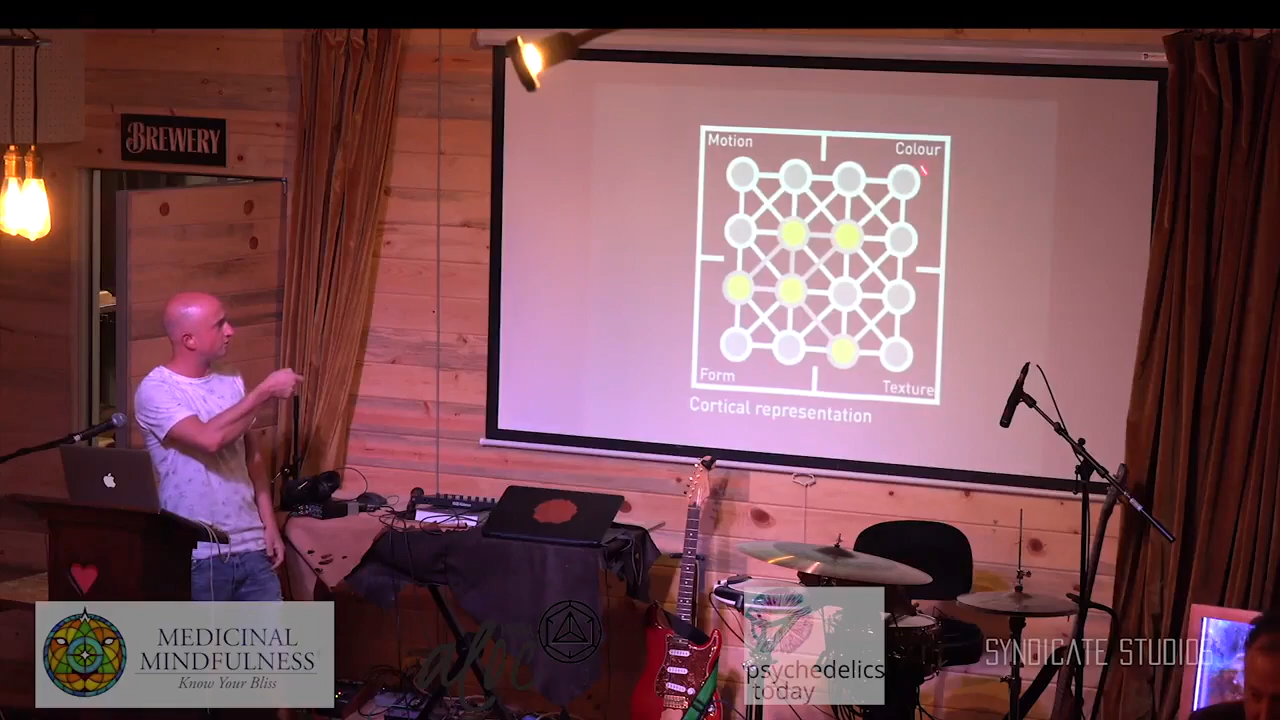 BREWERY
Motion
Colour
Form
Texture
Cortical representation
MEDICINAL
MINDFULNESS
Know Your Bliss
psychedelics
today
SYNDICATE STUDIOS